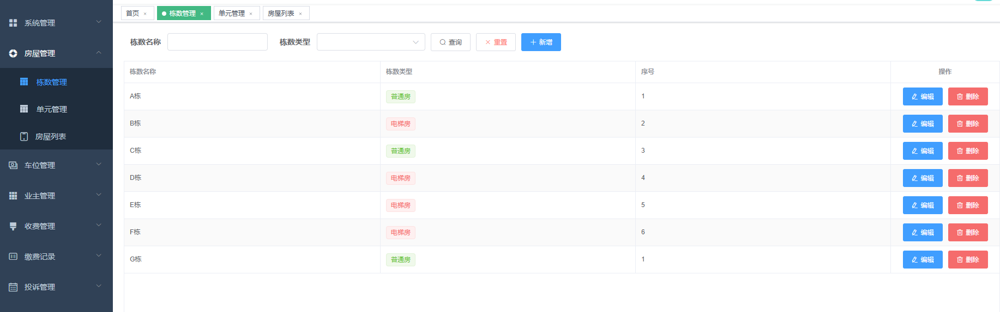 系统管理
房屋管理
栋数管理
单元管理
房屋列表
车位管理
业主管理
收费管理
缴费记录
投诉管理
首页 × 栋数管理 × 单元管理 × 房屋列表 ×
栋数名称 栋数类型 查询 重置 新增
栋数名称 栋数类型 序号 操作
A栋 普通房 1 编辑 删除
B栋 电梯房 2 编辑 删除
C栋 普通房 3 编辑 删除
D栋 电梯房 4 编辑 删除
E栋 电梯房 5 编辑 删除
F栋 电梯房 6 编辑 删除
G栋 普通房 1 编辑 删除